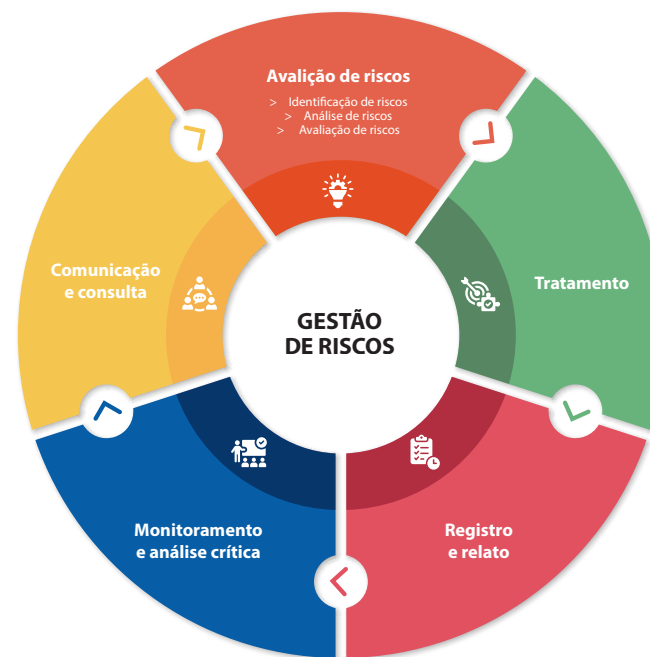 Avalição de riscos
> Identificação de riscos
> Análise de riscos
> Avaliação de riscos
Comunicação
e consulta
Tratamento
GESTÃO
DE RISCOS
Monitoramento
e análise crítica
Registro
e relato